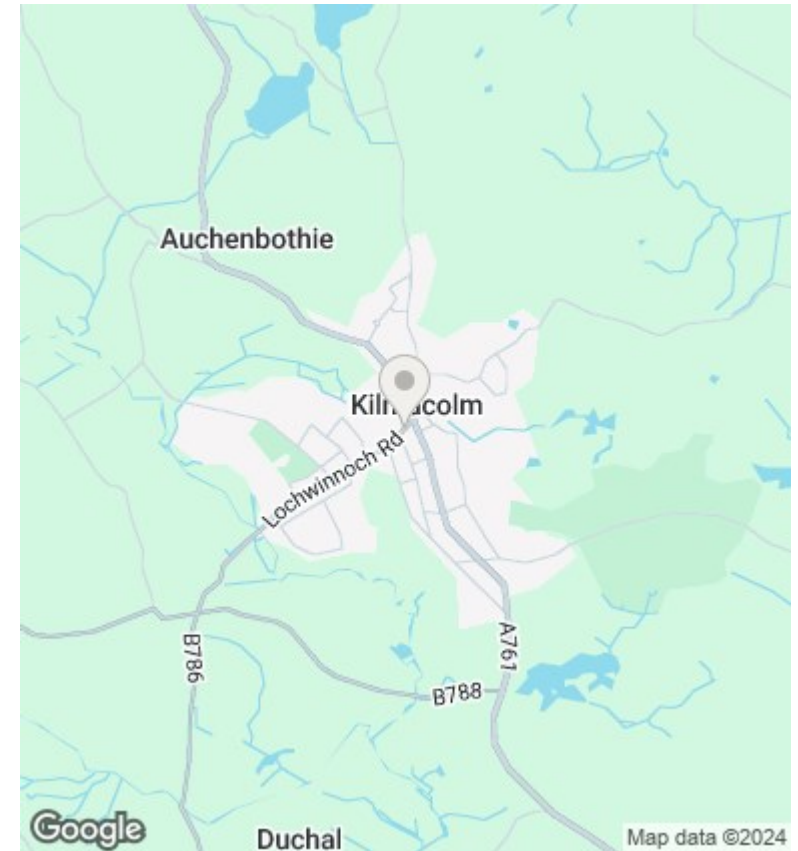 Auchenbothie
Kilmacolm
Lochwinnoch Rd
A761
B786
B788
Duchal
Google
Map data ©2024